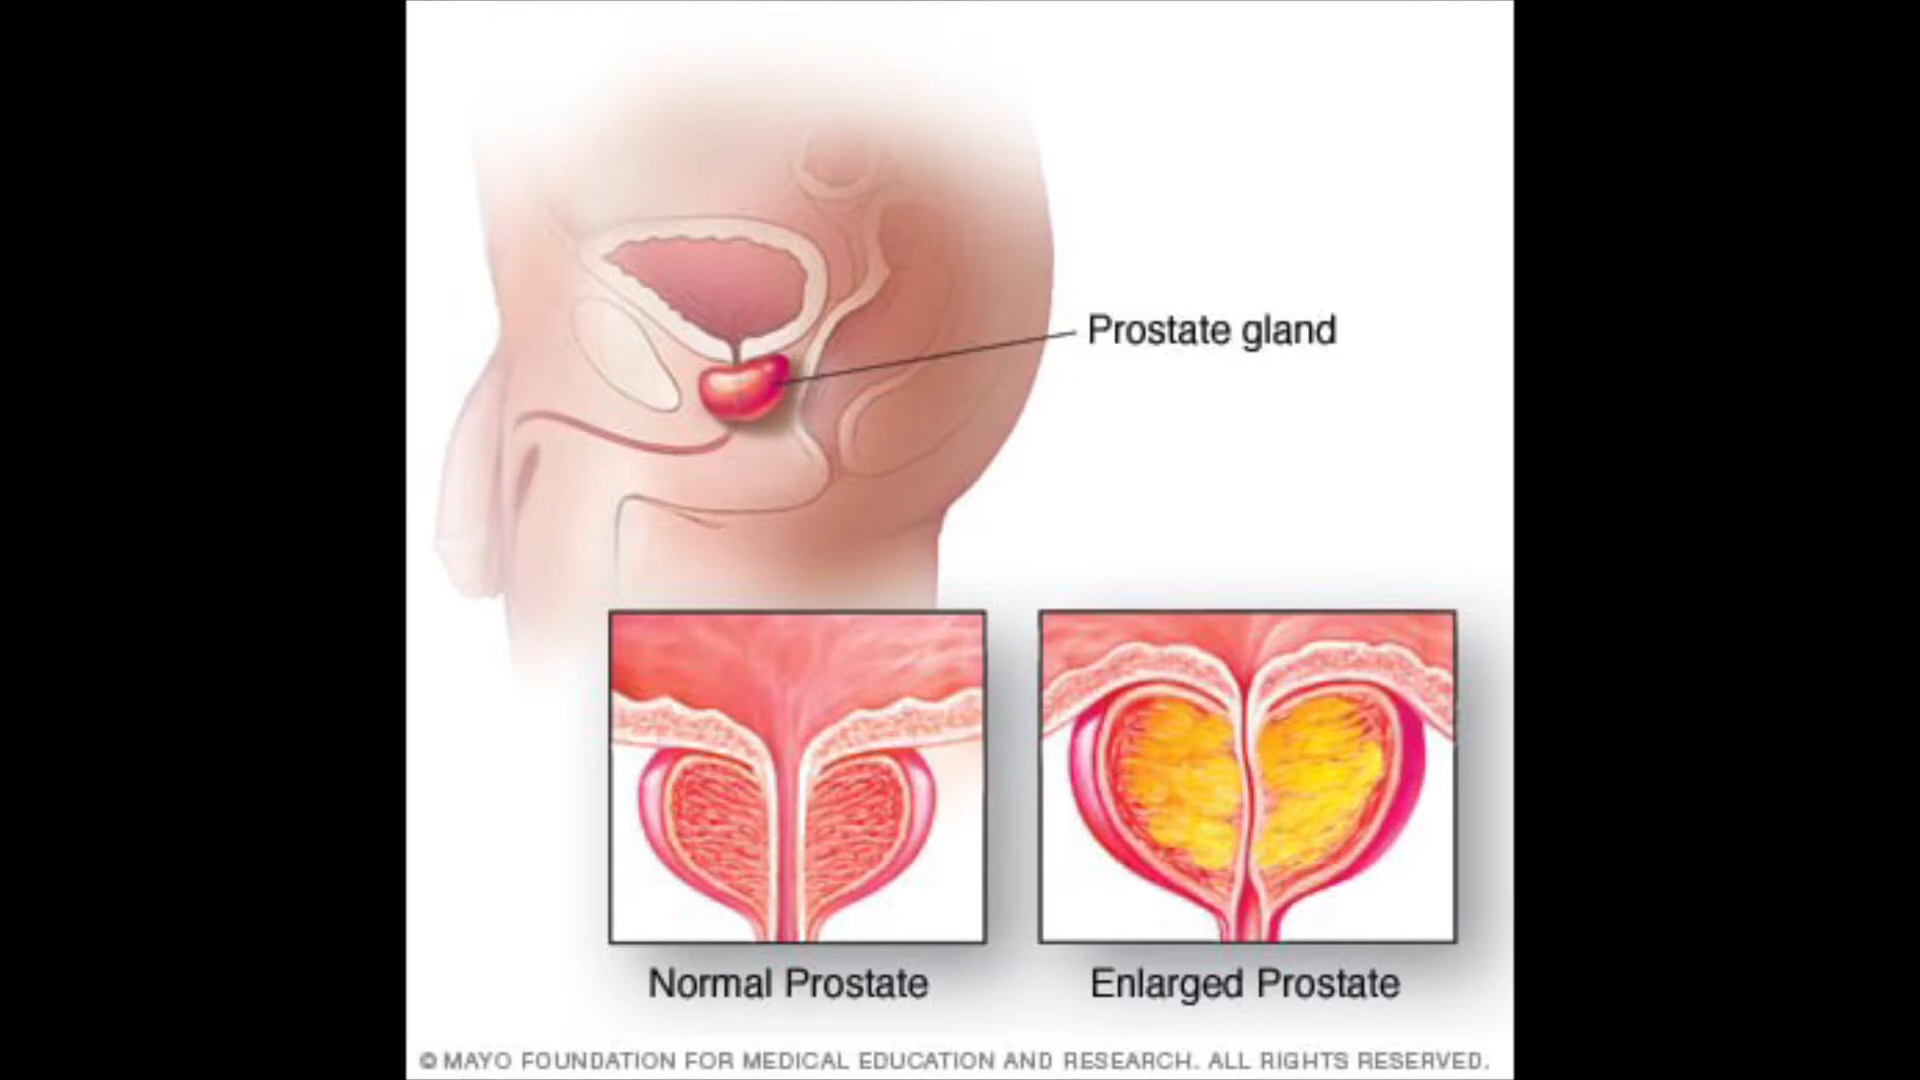 Prostate gland
Normal Prostate
Enlarged Prostate
© MAYO FOUNDATION FOR MEDICAL EDUCATION AND RESEARCH. ALL RIGHTS RESERVED.